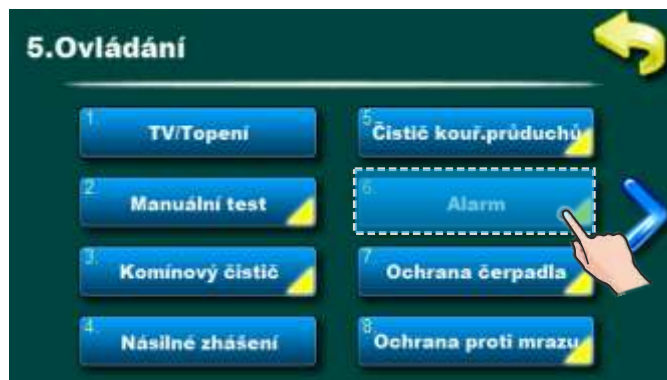 5.Ovládání
1. TV/Topení
2. Manuální test
3. Komínový čistič
4. Násilné zhášení
5 Čistič kouř.průduchů
6. Alarm
7 Ochrana čerpadla
8. Ochrana proti mrazu